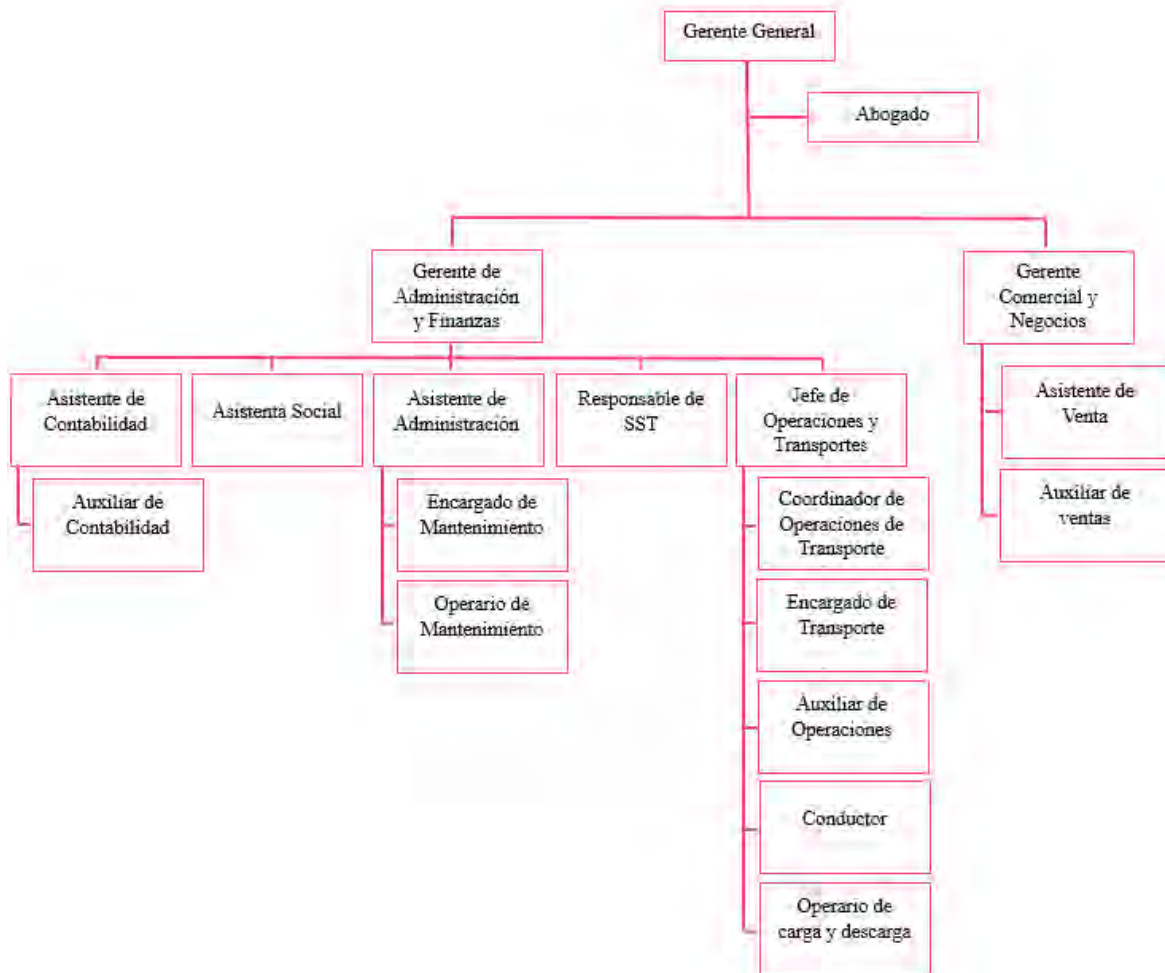 Gerente General
Abogado
Gerente de
Administración
y Finanzas
Gerente
Comercial y
Negocios
Asistente de
Contabilidad
Asistenta Social
Asistente de
Administración
Responsable de
SST
Jefe de
Operaciones y
Transportes
Asistente de
Venta
Auxiliar de
Contabilidad
Encargado de
Mantenimiento
Coordinador de
Operaciones de
Transporte
Auxiliar de
ventas
Operario de
Mantenimiento
Encargado de
Transporte
Auxiliar de
Operaciones
Conductor
Operario de
carga y descarga